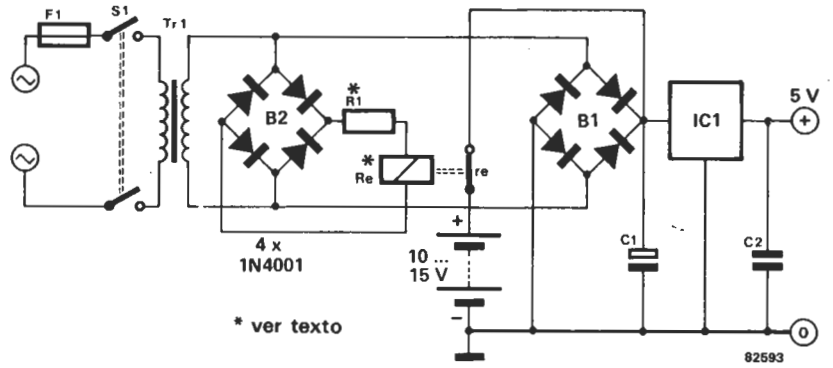 F1
S1
Tr1
B2
*
R1
*
Re
re
4 x
1N4001
+
10 ...
15 V
–
B1
IC1
5 V
+
C1
C2
0
* ver texto
82593